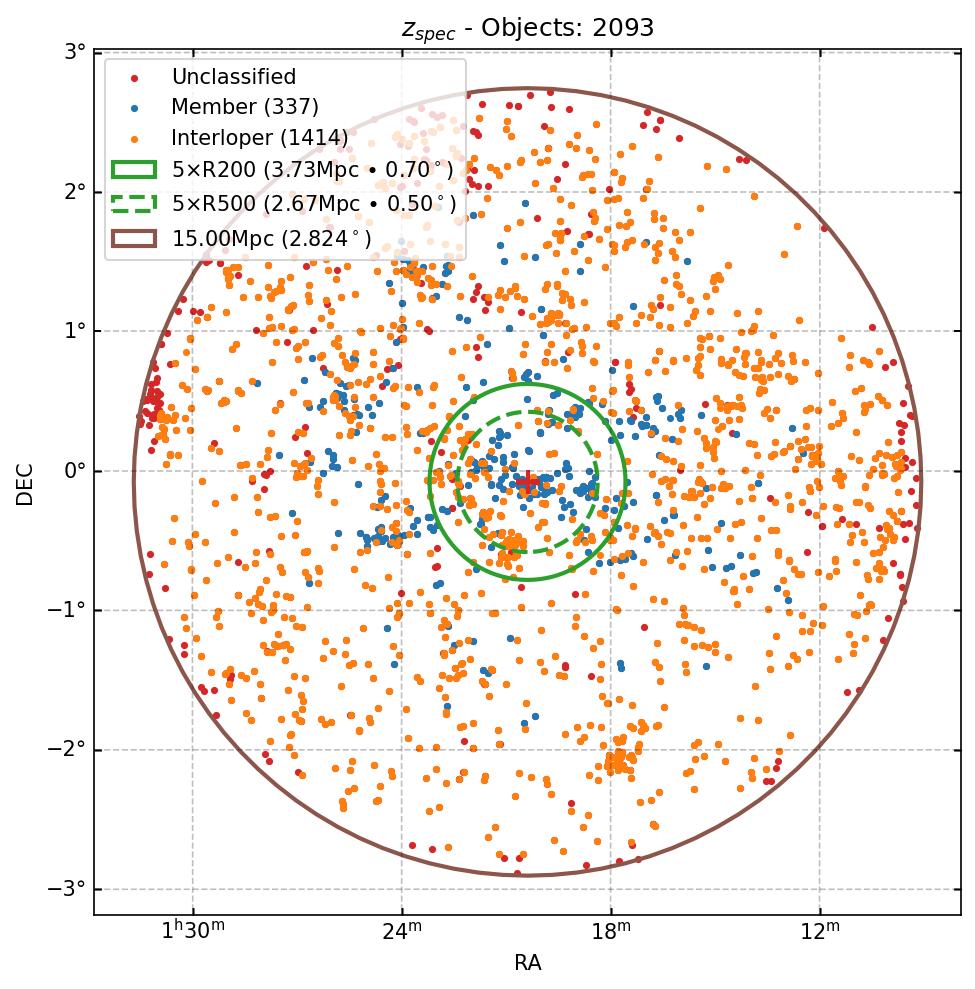 z_spec - Objects: 2093
Unclassified
Member (337)
Interloper (1414)
5×R200 (3.73Mpc • 0.70°)
5×R500 (2.67Mpc • 0.50°)
15.00Mpc (2.824°)
3°
2°
1°
0°
−1°
−2°
−3°
DEC
1ʰ30ᵐ 24ᵐ 18ᵐ 12ᵐ
RA